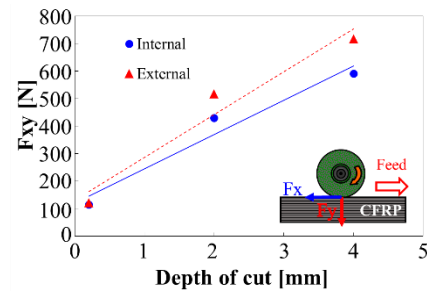 800
700
600
500
400
300
200
100
0
Fxy [N]
Internal
External
Feed
Fx
Fy
CFRP
0 1 2 3 4 5
Depth of cut [mm]